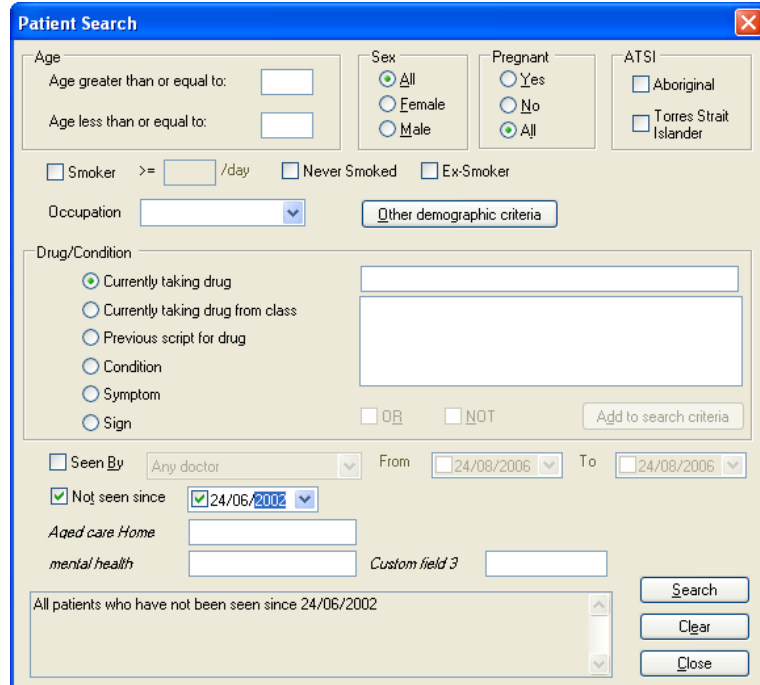 Patient Search
Age
Age greater than or equal to:
Age less than or equal to:
Sex
All
Female
Male
Pregnant
Yes
No
All
ATSI
Aboriginal
Torres Strait
Islander
Smoker >= /day Never Smoked Ex-Smoker
Occupation Other demographic criteria
Drug/Condition
Currently taking drug
Currently taking drug from class
Previous script for drug
Condition
Symptom
Sign
OR NOT Add to search criteria
Seen By Any doctor From 24/08/2006 To 24/08/2006
Not seen since 24/06/2002
Aged care Home
mental health Custom field 3
All patients who have not been seen since 24/06/2002
Search
Clear
Close